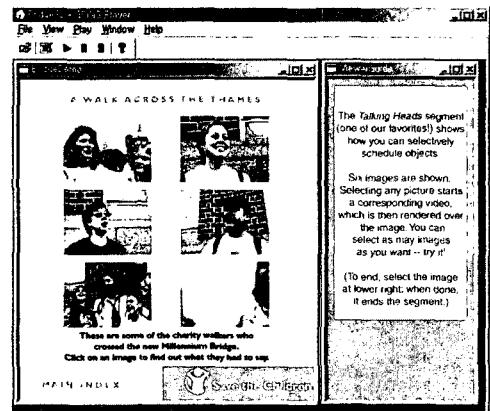 Player
File View Play Window Help
A WALK ACROSS THE THAMES
These are some of the charity walkers who
crossed the new Millennium Bridge.
Click on an image to find out what they had to say.
MAIN INDEX
Save the Children
The Talking Heads segment
(one of our favorites!) shows
how you can selectively
schedule objects
Six images are shown.
Selecting any picture starts
a corresponding video,
which is then rendered over
the image. You can
select as may images
as you want -- try it!
(To end, select the image
at lower right; when done,
it ends the segment.)